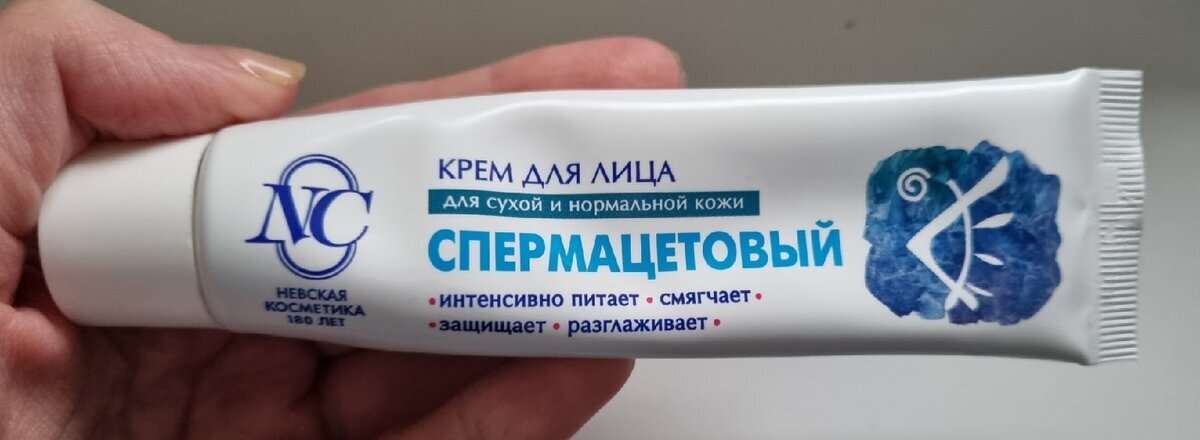 NC
НЕВСКАЯ
КОСМЕТИКА
180 ЛЕТ
КРЕМ ДЛЯ ЛИЦА
для сухой и нормальной кожи
СПЕРМАЦЕТОВЫЙ
• интенсивно питает • смягчает •
• защищает • разглаживает •